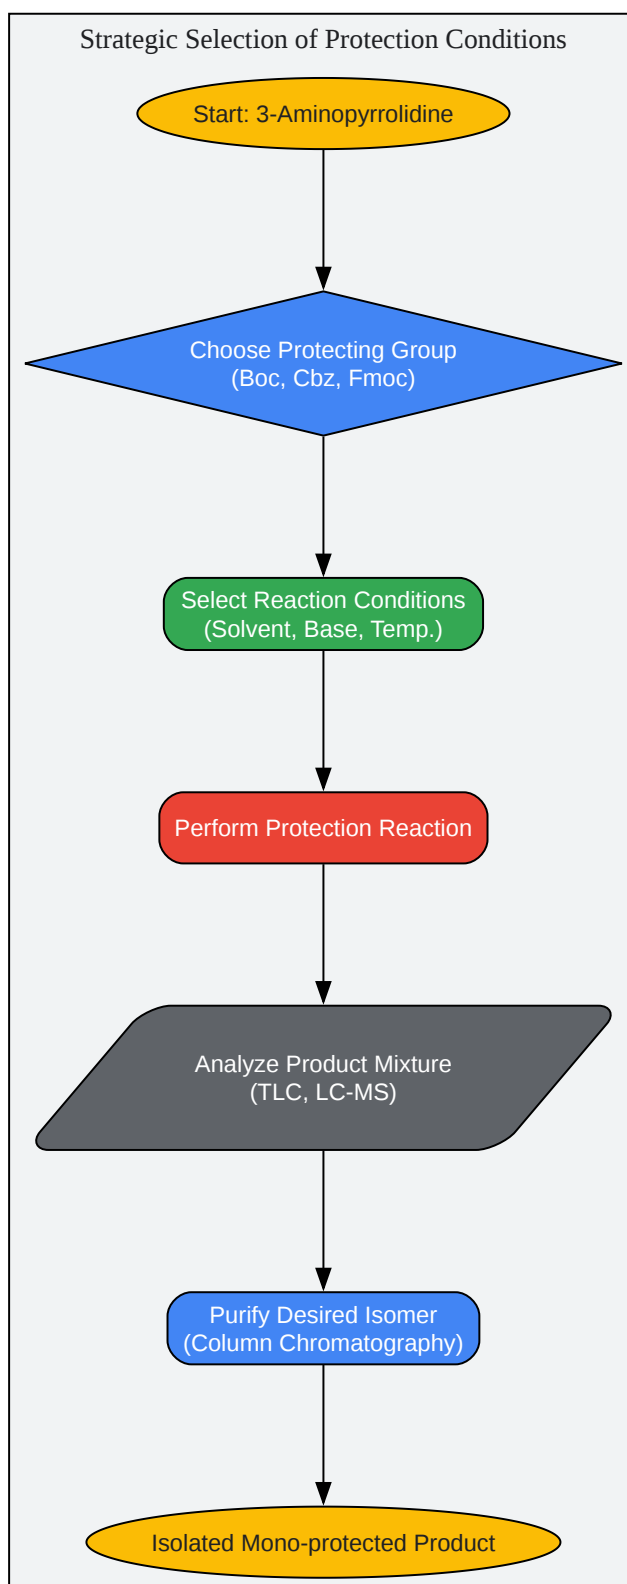 Strategic Selection of Protection Conditions
Start: 3-Aminopyrrolidine
Choose Protecting Group
(Boc, Cbz, Fmoc)
Select Reaction Conditions
(Solvent, Base, Temp.)
Perform Protection Reaction
Analyze Product Mixture
(TLC, LC-MS)
Purify Desired Isomer
(Column Chromatography)
Isolated Mono-protected Product